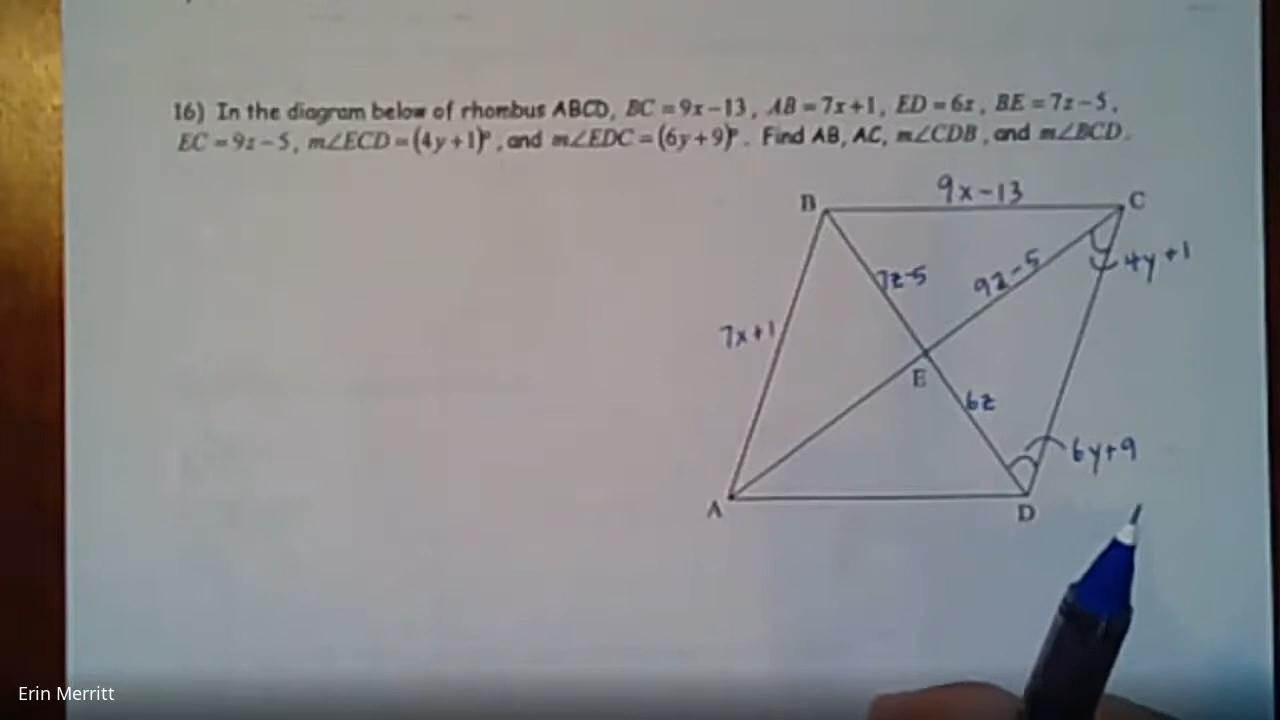 16) In the diagram below of rhombus ABCD, BC = 9x − 13, AB = 7x + 1, ED = 6z, BE = 7z − 5,
EC = 9z − 5, m∠ECD = (4y + 1)°, and m∠EDC = (6y + 9)°. Find AB, AC, m∠CDB, and m∠BCD.
9x-13
B
C
4y+1
7z-5
9z-5
7x+1
E
6z
6y+9
A
D
Erin Merritt